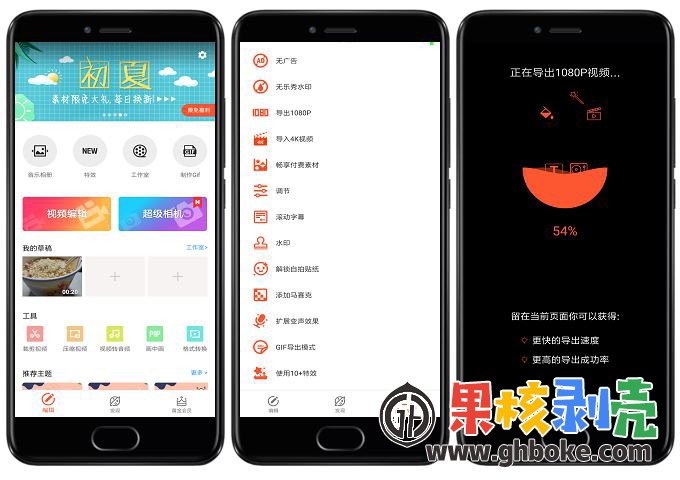 初夏
素材限免大礼,每日换新!
限免福利
音乐相册
NEW
特效
工作室
GIF
制作Gif
视频编辑
超级相机
N
我的草稿
工作室>
00:20
工具
PIP
裁剪视频
压缩视频
视频转音频
画中画
格式转换
推荐主题
更多>
编辑
发现
黄金会员
AD
无广告
无乐秀水印
1080
导出1080P
4K
导入4K视频
畅享付费素材
调节
滚动字幕
水印
解锁自拍贴纸
添加马赛克
扩展变声效果
GIF
GIF导出模式
使用10+特效
编辑
发现
正在导出1080P视频...
T
54%
留在当前页面你可以获得:
更快的导出速度
更高的导出成功率
果核剥壳
www.ghboke.com